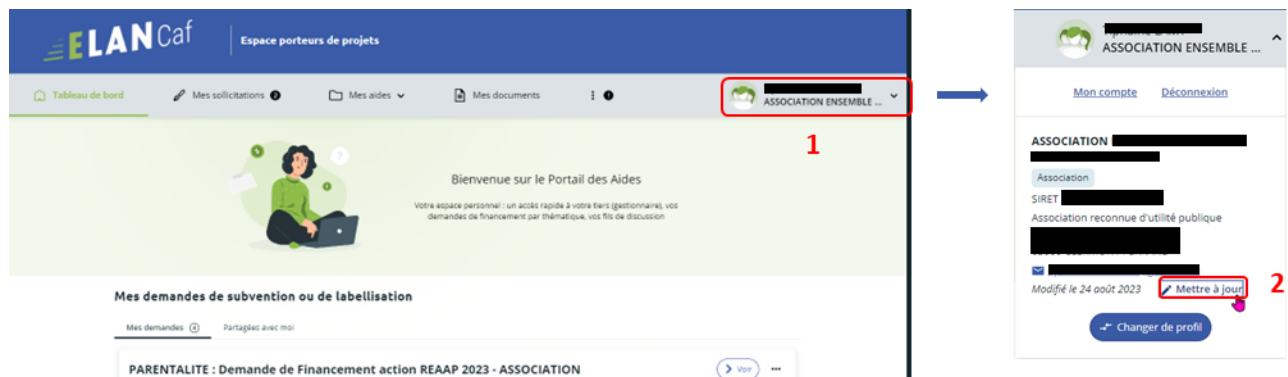 ELANCaf
Espace porteurs de projets
Tableau de bord
Mes sollicitations 2
Mes aides
Mes documents
ASSOCIATION ENSEMBLE ...
1
Bienvenue sur le Portail des Aides
Votre espace personnel : un accès rapide à votre tiers (gestionnaire), vos
demandes de financement par thématique, vos fils de discussion
Mes demandes de subvention ou de labellisation
Mes demandes 4
Partagées avec moi
PARENTALITE : Demande de Financement action REAAP 2023 - ASSOCIATION
Voir
ASSOCIATION ENSEMBLE ...
Mon compte
Déconnexion
ASSOCIATION
Association
SIRET
Association reconnue d'utilité publique
Modifié le 24 août 2023
Mettre à jour
2
Changer de profil